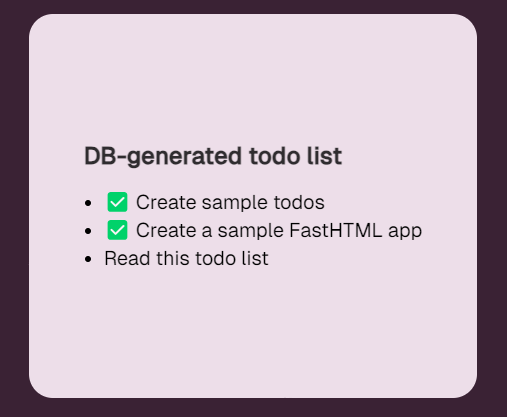 DB-generated todo list
• ✅ Create sample todos
• ✅ Create a sample FastHTML app
• Read this todo list